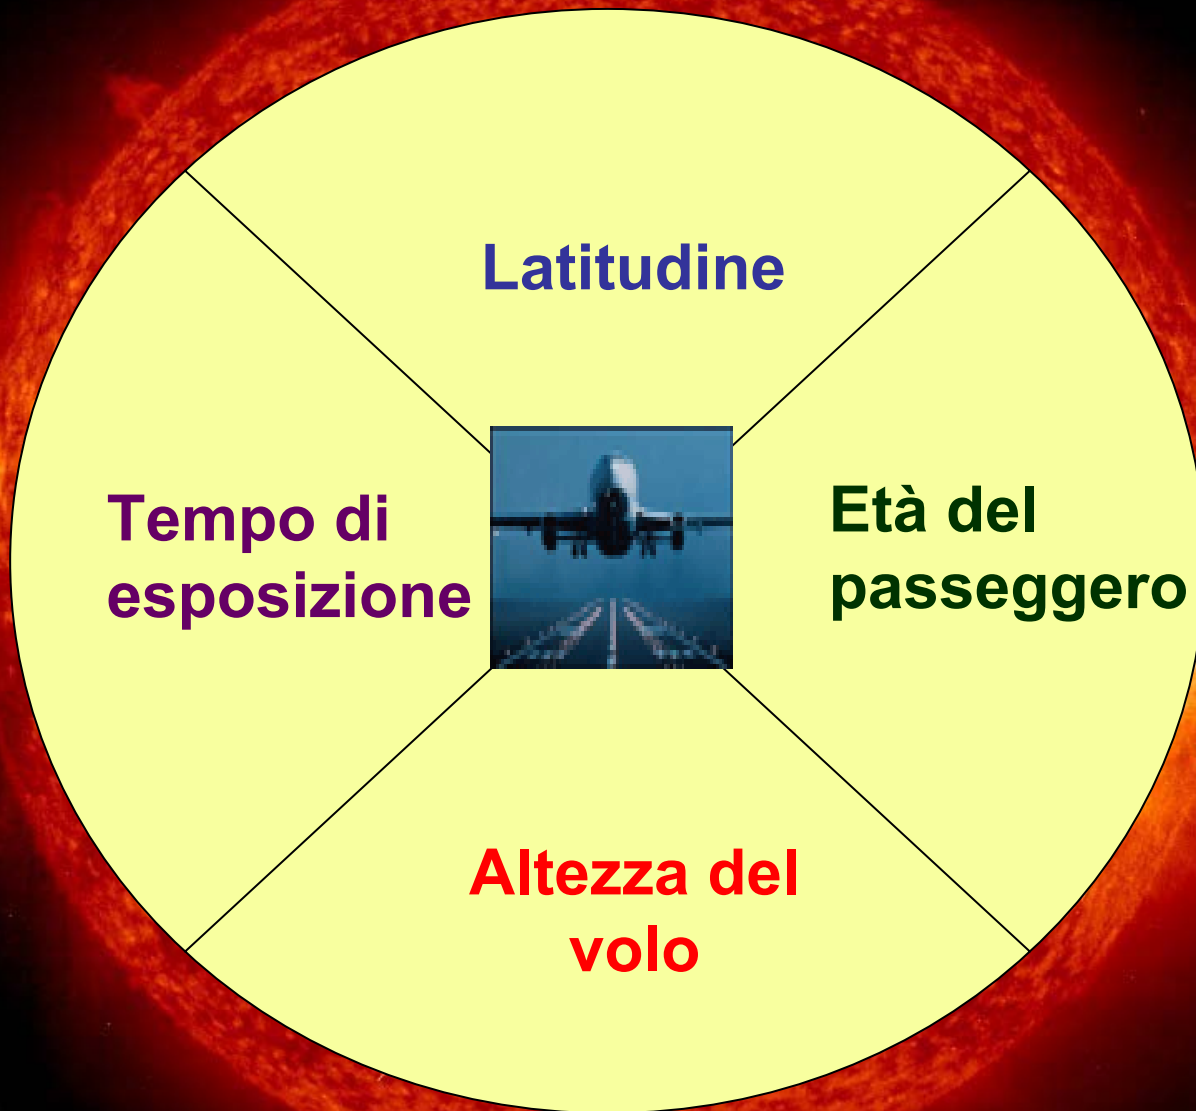 Latitudine
Tempo di
esposizione
Età del
passeggero
Altezza del
volo